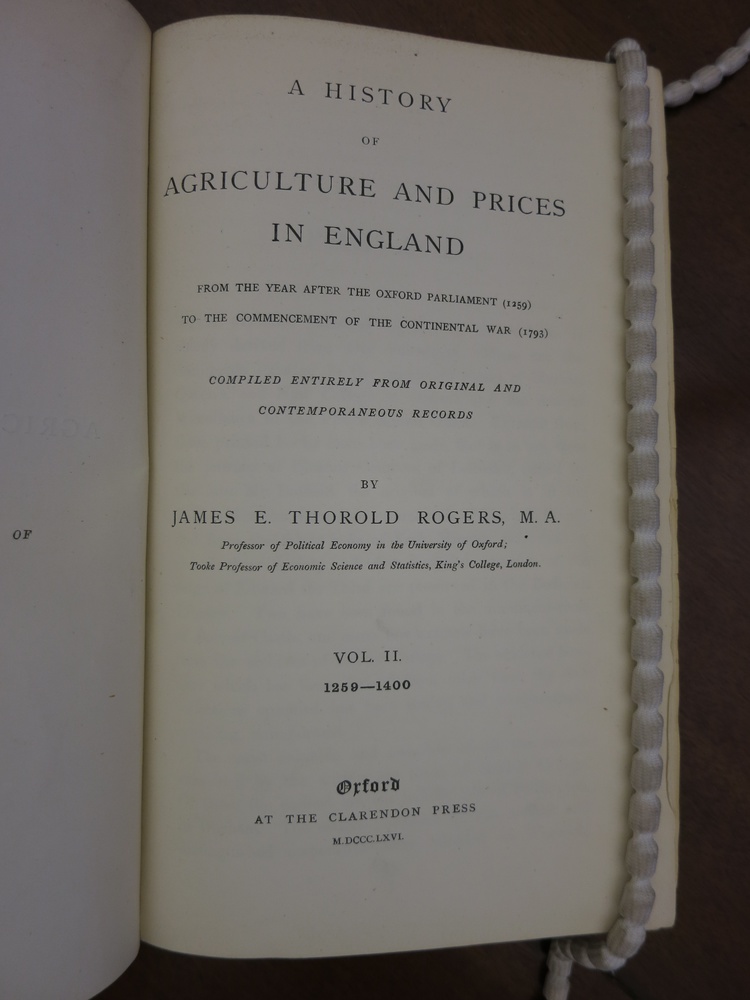 A HISTORY
OF
AGRICULTURE AND PRICES
IN ENGLAND
FROM THE YEAR AFTER THE OXFORD PARLIAMENT (1259)
TO THE COMMENCEMENT OF THE CONTINENTAL WAR (1793)
COMPILED ENTIRELY FROM ORIGINAL AND
CONTEMPORANEOUS RECORDS
BY
JAMES E. THOROLD ROGERS, M. A.
Professor of Political Economy in the University of Oxford;
Tooke Professor of Economic Science and Statistics, King's College, London.
VOL. II.
1259—1400
Oxford
AT THE CLARENDON PRESS
M.DCCC.LXVI.
OF